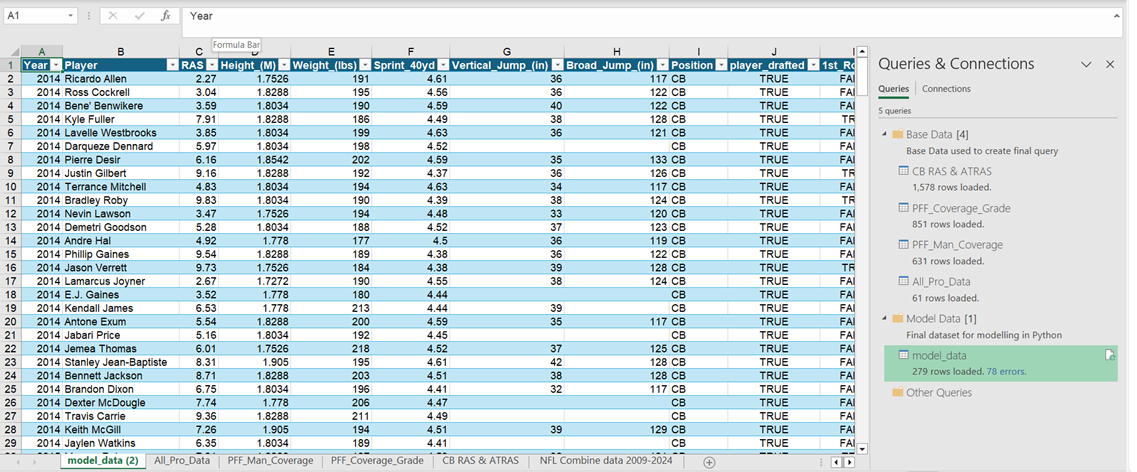 A1 fx Year
Formula Bar
A B C D E F G H I J
1 Year Player RAS Height_(M) Weight_(lbs) Sprint_40yd Vertical_Jump_(in) Broad_Jump_(in) Position player_drafted 1st_Ro
2 2014 Ricardo Allen 2.27 1.7526 191 4.61 36 117 CB TRUE FAI
3 2014 Ross Cockrell 3.04 1.8288 195 4.56 36 122 CB TRUE FAI
4 2014 Bene' Benwikere 3.59 1.8034 190 4.59 40 122 CB TRUE FAI
5 2014 Kyle Fuller 7.91 1.8288 186 4.49 38 128 CB TRUE TR
6 2014 Lavelle Westbrooks 3.85 1.8034 199 4.63 36 121 CB TRUE FAI
7 2014 Darqueze Dennard 5.97 1.8034 198 4.52 CB TRUE TR
8 2014 Pierre Desir 6.16 1.8542 202 4.59 35 133 CB TRUE FAI
9 2014 Justin Gilbert 9.16 1.8288 192 4.37 36 126 CB TRUE TR
10 2014 Terrance Mitchell 4.83 1.8034 194 4.63 34 117 CB TRUE FAI
11 2014 Bradley Roby 9.83 1.8034 190 4.39 38 124 CB TRUE TR
12 2014 Nevin Lawson 3.47 1.7526 194 4.48 33 120 CB TRUE FAI
13 2014 Demetri Goodson 5.28 1.8034 188 4.52 37 123 CB TRUE FAI
14 2014 Andre Hal 4.92 1.778 177 4.5 36 119 CB TRUE FAI
15 2014 Phillip Gaines 9.54 1.8288 189 4.38 36 122 CB TRUE FAI
16 2014 Jason Verrett 9.73 1.7526 184 4.38 39 128 CB TRUE TR
17 2014 Lamarcus Joyner 2.67 1.7272 190 4.55 38 124 CB TRUE FAI
18 2014 E.J. Gaines 3.52 1.778 180 4.44 CB TRUE FAI
19 2014 Kendall James 6.53 1.778 213 4.44 39 CB TRUE FAI
20 2014 Antone Exum 5.54 1.8288 200 4.59 35 117 CB TRUE FAI
21 2014 Jabari Price 5.16 1.8034 192 4.45 CB TRUE FAI
22 2014 Jemea Thomas 6.01 1.7526 218 4.52 37 125 CB TRUE FAI
23 2014 Stanley Jean-Baptiste 8.31 1.905 195 4.61 42 128 CB TRUE FAI
24 2014 Bennett Jackson 8.71 1.8288 203 4.51 38 128 CB TRUE FAI
25 2014 Brandon Dixon 6.75 1.8034 196 4.41 32 117 CB TRUE FAI
26 2014 Dexter McDougle 7.74 1.778 206 4.47 CB TRUE FAI
27 2014 Travis Carrie 9.36 1.8288 211 4.49 CB TRUE FAI
28 2014 Keith McGill 7.26 1.905 194 4.51 39 129 CB TRUE FAI
29 2014 Jaylen Watkins 6.35 1.8034 189 4.41 CB TRUE FAI
model_data (2) All_Pro_Data PFF_Man_Coverage PFF_Coverage_Grade CB RAS & ATRAS NFL Combine data 2009-2024
Queries & Connections
Queries Connections
5 queries
Base Data [4]
Base Data used to create final query
CB RAS & ATRAS
1,578 rows loaded.
PFF_Coverage_Grade
851 rows loaded.
PFF_Man_Coverage
631 rows loaded.
All_Pro_Data
61 rows loaded.
Model Data [1]
Final dataset for modelling in Python
model_data
279 rows loaded. 78 errors.
Other Queries